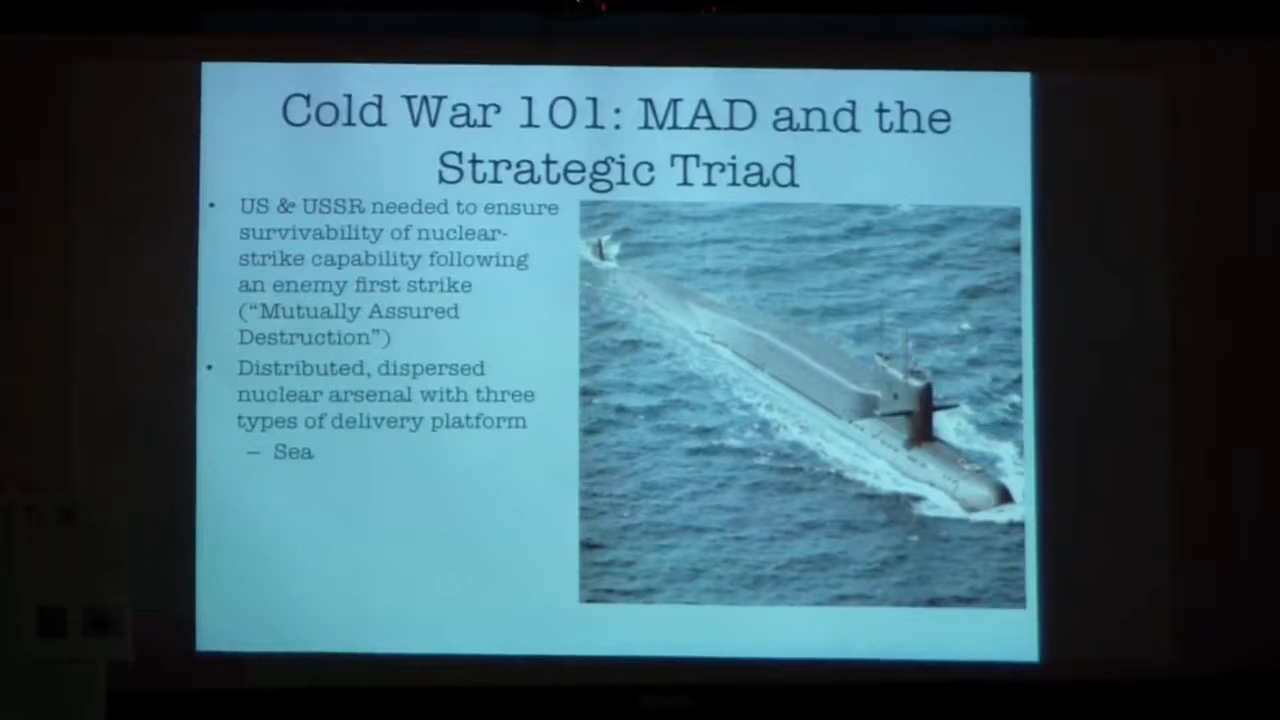 Cold War 101: MAD and the
Strategic Triad
• US & USSR needed to ensure
survivability of nuclear-
strike capability following
an enemy first strike
("Mutually Assured
Destruction")
• Distributed, dispersed
nuclear arsenal with three
types of delivery platform
– Sea